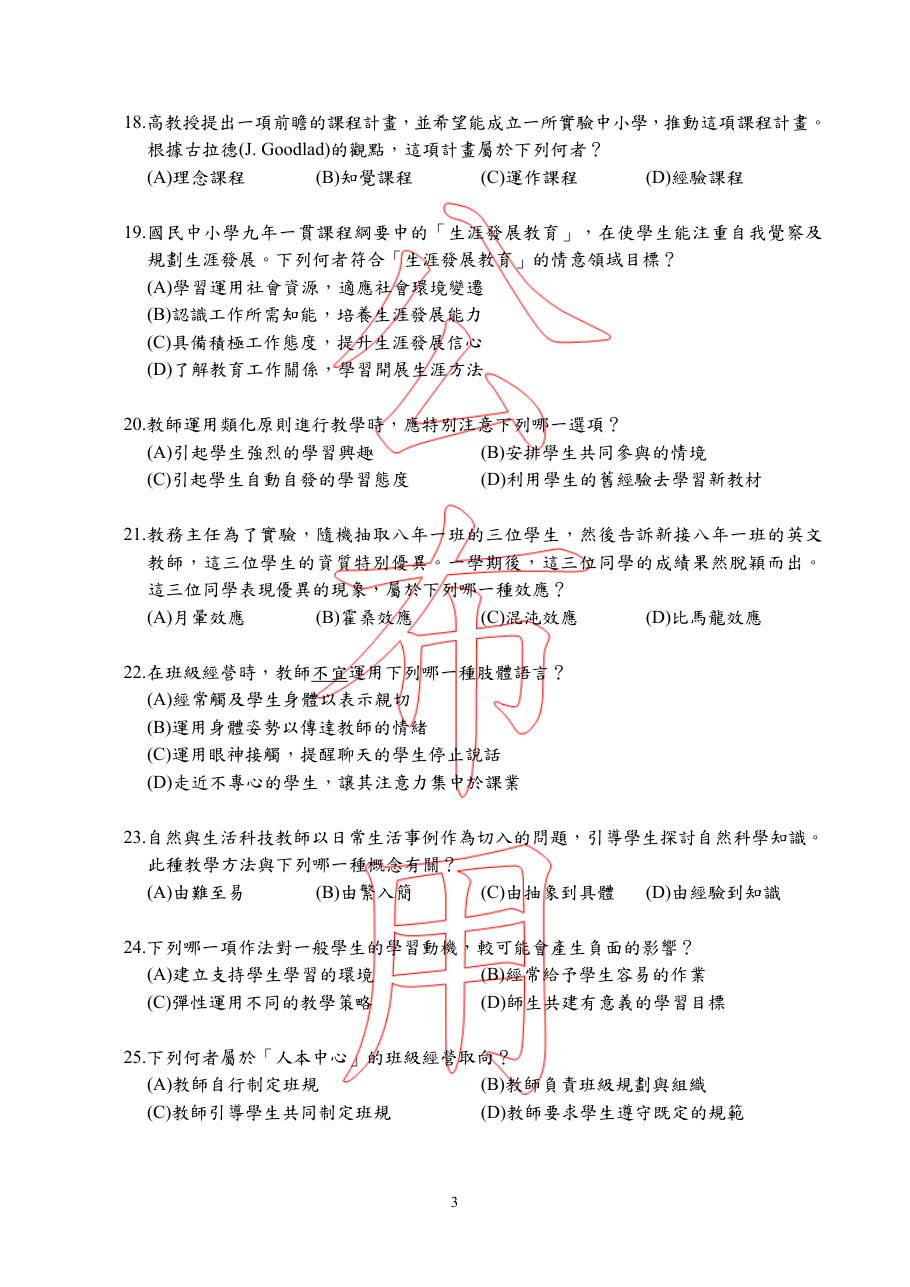 18.高教授提出一項前瞻的課程計畫，並希望能成立一所實驗中小學，推動這項課程計畫。
根據古拉德(J. Goodlad)的觀點，這項計畫屬於下列何者？
(A)理念課程 (B)知覺課程 (C)運作課程 (D)經驗課程
19.國民中小學九年一貫課程綱要中的「生涯發展教育」，在使學生能注重自我覺察及
規劃生涯發展。下列何者符合「生涯發展教育」的情意領域目標？
(A)學習運用社會資源，適應社會環境變遷
(B)認識工作所需知能，培養生涯發展能力
(C)具備積極工作態度，提升生涯發展信心
(D)了解教育工作關係，學習開展生涯方法
20.教師運用類化原則進行教學時，應特別注意下列哪一選項？
(A)引起學生強烈的學習興趣 (B)安排學生共同參與的情境
(C)引起學生自動自發的學習態度 (D)利用學生的舊經驗去學習新教材
21.教務主任為了實驗，隨機抽取八年一班的三位學生，然後告訴新接八年一班的英文
教師，這三位學生的資質特別優異。一學期後，這三位同學的成績果然脫穎而出。
這三位同學表現優異的現象，屬於下列哪一種效應？
(A)月暈效應 (B)霍桑效應 (C)混沌效應 (D)比馬龍效應
22.在班級經營時，教師不宜運用下列哪一種肢體語言？
(A)經常觸及學生身體以表示親切
(B)運用身體姿勢以傳達教師的情緒
(C)運用眼神接觸，提醒聊天的學生停止說話
(D)走近不專心的學生，讓其注意力集中於課業
23.自然與生活科技教師以日常生活事例作為切入的問題，引導學生探討自然科學知識。
此種教學方法與下列哪一種概念有關？
(A)由難至易 (B)由繁入簡 (C)由抽象到具體 (D)由經驗到知識
24.下列哪一項作法對一般學生的學習動機，較可能會產生負面的影響？
(A)建立支持學生學習的環境 (B)經常給予學生容易的作業
(C)彈性運用不同的教學策略 (D)師生共建有意義的學習目標
25.下列何者屬於「人本中心」的班級經營取向？
(A)教師自行制定班規 (B)教師負責班級規劃與組織
(C)教師引導學生共同制定班規 (D)教師要求學生遵守既定的規範
3
公布用